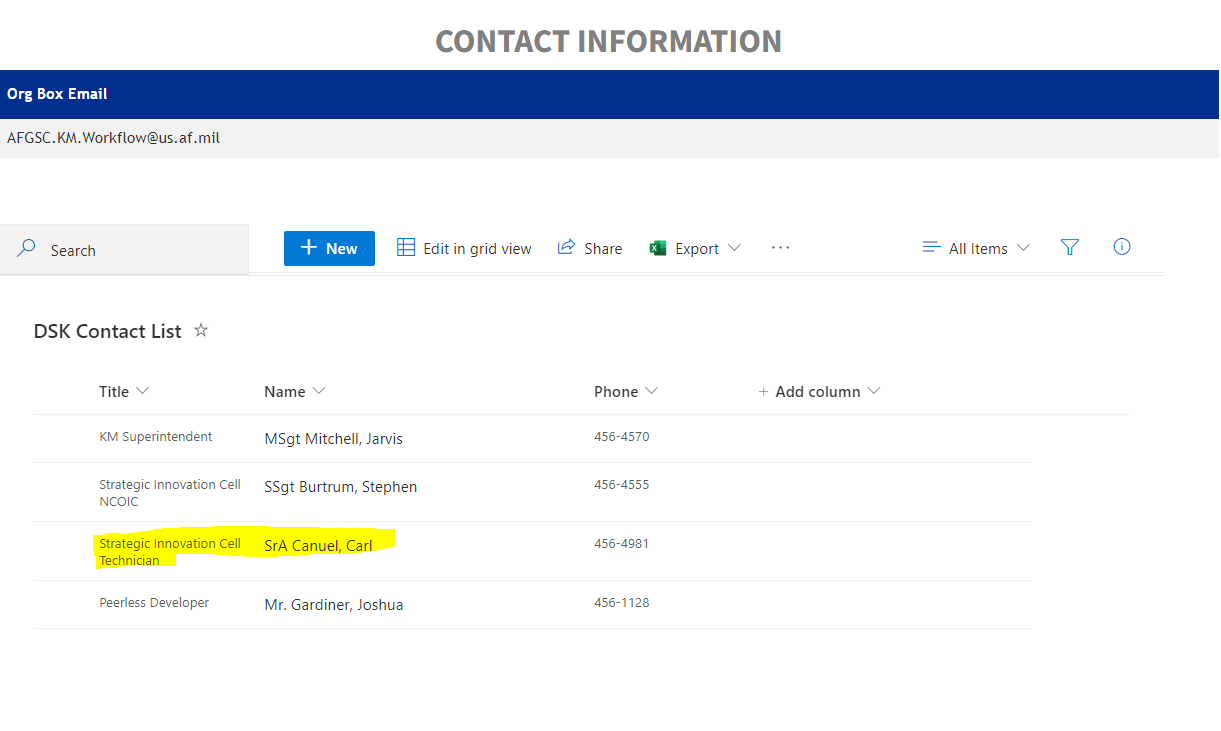 CONTACT INFORMATION
Org Box Email
AFGSC.KM.Workflow@us.af.mil
Search
New
Edit in grid view
Share
Export
All Items
DSK Contact List
Title Name Phone + Add column
KM Superintendent MSgt Mitchell, Jarvis 456-4570
Strategic Innovation Cell SSgt Burtrum, Stephen 456-4555
NCOIC
Strategic Innovation Cell SrA Canuel, Carl 456-4981
Technician
Peerless Developer Mr. Gardiner, Joshua 456-1128